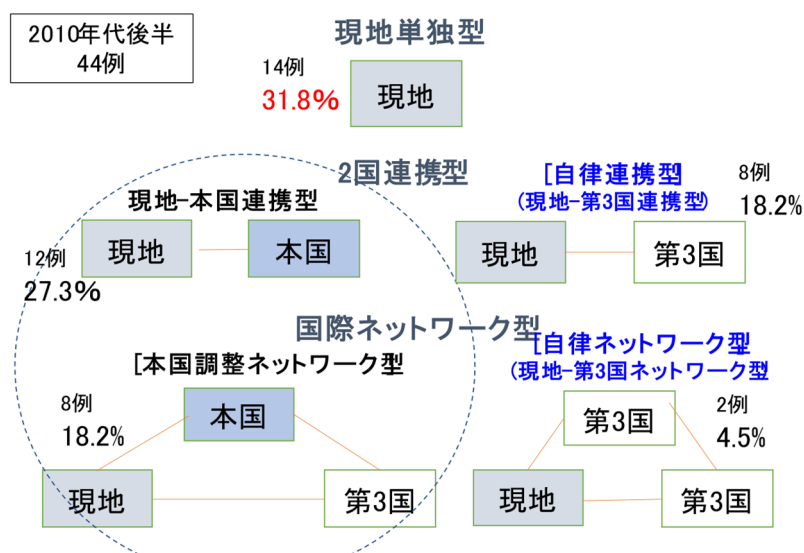 2010年代後半
44例
現地単独型
14例
31.8%
現地
2国連携型
現地-本国連携型
現地
本国
12例
27.3%
[自律連携型]
(現地-第3国連携型)
8例
18.2%
現地
第3国
国際ネットワーク型
[本国調整ネットワーク型]
8例
18.2%
本国
現地
第3国
[自律ネットワーク型]
(現地-第3国ネットワーク型
2例
4.5%
第3国
現地
第3国